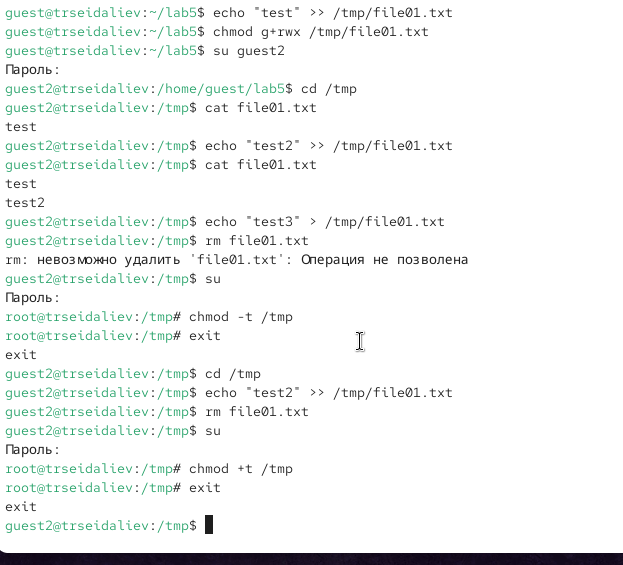 guest@trseidaliev:~/lab5$ echo "test" >> /tmp/file01.txt
guest@trseidaliev:~/lab5$ chmod g+rwx /tmp/file01.txt
guest@trseidaliev:~/lab5$ su guest2
Пароль:
guest2@trseidaliev:/home/guest/lab5$ cd /tmp
guest2@trseidaliev:/tmp$ cat file01.txt
test
guest2@trseidaliev:/tmp$ echo "test2" >> /tmp/file01.txt
guest2@trseidaliev:/tmp$ cat file01.txt
test
test2
guest2@trseidaliev:/tmp$ echo "test3" > /tmp/file01.txt
guest2@trseidaliev:/tmp$ rm file01.txt
rm: невозможно удалить 'file01.txt': Операция не позволена
guest2@trseidaliev:/tmp$ su
Пароль:
root@trseidaliev:/tmp# chmod -t /tmp
root@trseidaliev:/tmp# exit
exit
guest2@trseidaliev:/tmp$ cd /tmp
guest2@trseidaliev:/tmp$ echo "test2" >> /tmp/file01.txt
guest2@trseidaliev:/tmp$ rm file01.txt
guest2@trseidaliev:/tmp$ su
Пароль:
root@trseidaliev:/tmp# chmod +t /tmp
root@trseidaliev:/tmp# exit
exit
guest2@trseidaliev:/tmp$